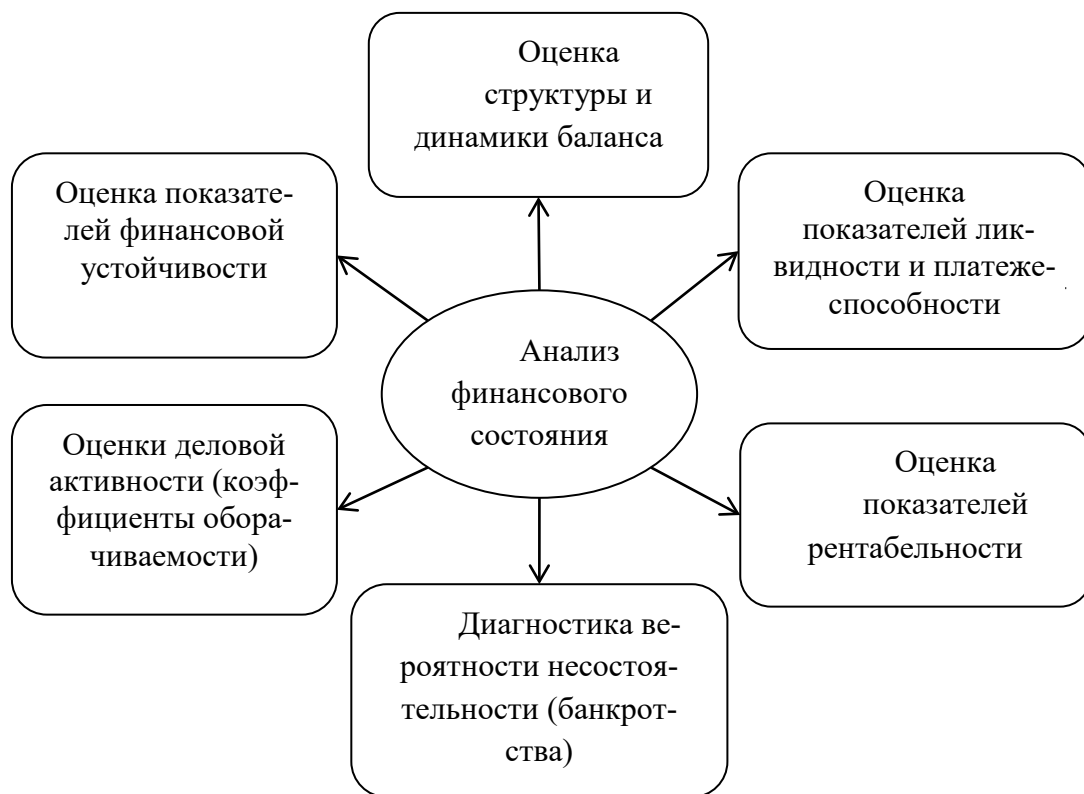 Оценка
структуры и
динамики баланса
Оценка показате-
лей финансовой
устойчивости
Оценка
показателей лик-
видности и платеже-
способности
Анализ
финансового
состояния
Оценки деловой
активности (коэф-
фициенты обора-
чиваемости)
Оценка
показателей
рентабельности
Диагностика ве-
роятности несостоя-
тельности (банкрот-
ства)